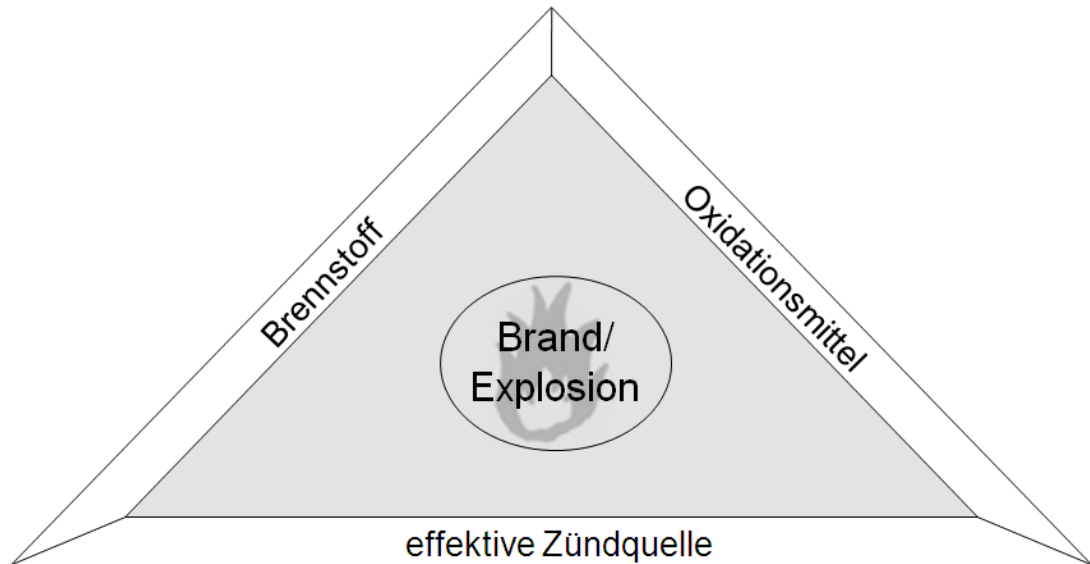 Brennstoff
Oxidationsmittel
Brand/
Explosion
effektive Zündquelle